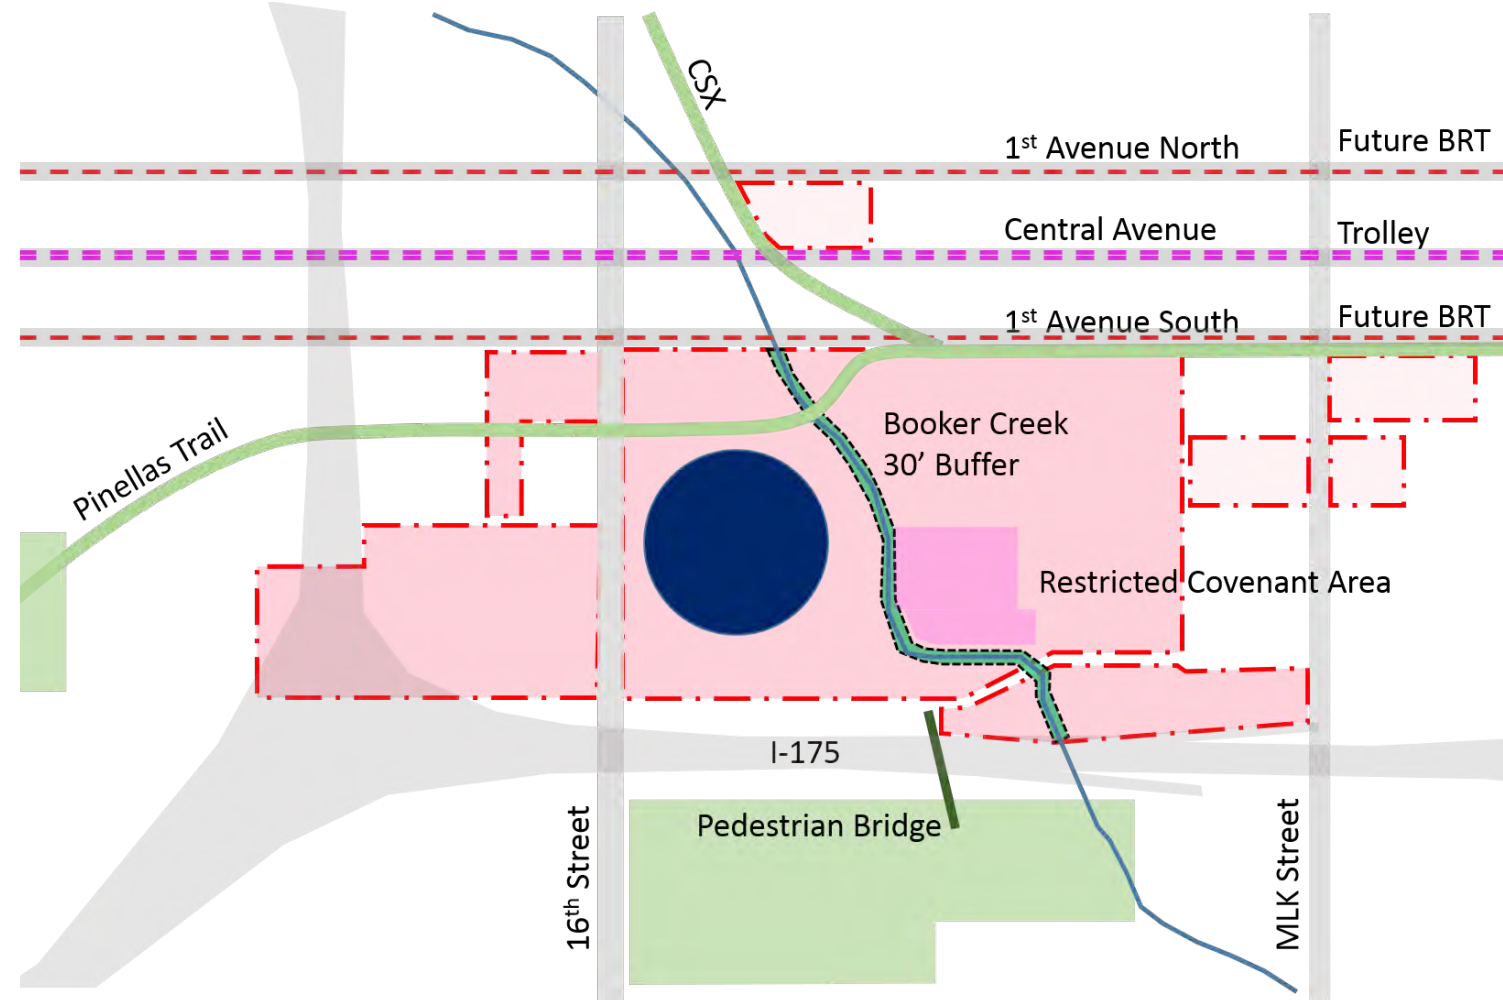 CSX
1st Avenue North
Future BRT
Central Avenue
Trolley
1st Avenue South
Future BRT
Pinellas Trail
Booker Creek
30’ Buffer
Restricted Covenant Area
I-175
Pedestrian Bridge
16th Street
MLK Street